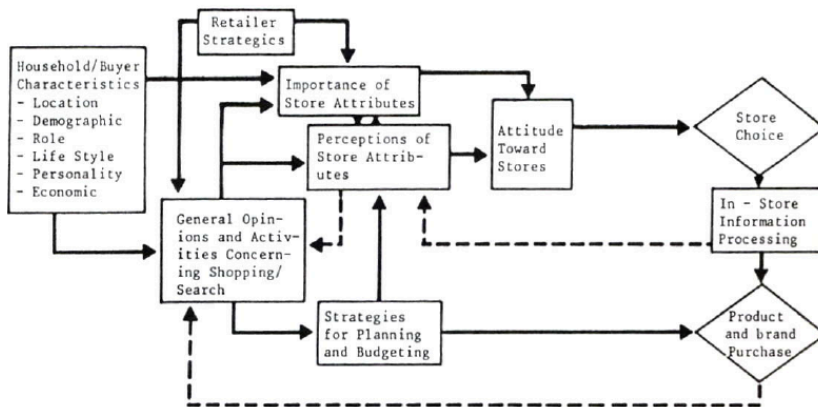 Retailer
Strategics
Household/Buyer
Characteristics
- Location
- Demographic
- Role
- Life Style
- Personality
- Economic
Importance of
Store Attributes
Perceptions of
Store Attrib-
utes
Attitude
Toward
Stores
Store
Choice
In - Store
Information
Processing
General Opin-
ions and Activ-
ities Concern-
ing Shopping/
Search
Strategies
for Planning
and Budgeting
Product
and brand
Purchase